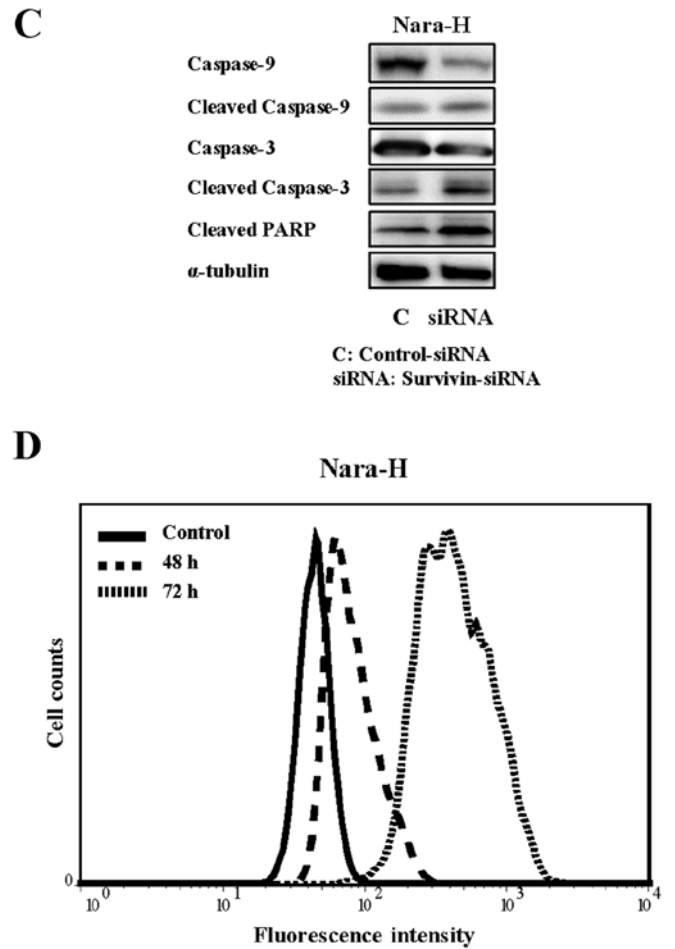 C
Nara-H
Caspase-9
Cleaved Caspase-9
Caspase-3
Cleaved Caspase-3
Cleaved PARP
α-tubulin
C siRNA
C: Control-siRNA
siRNA: Survivin-siRNA
D
Nara-H
Control
48 h
72 h
Cell counts
0
10^0 10^1 10^2 10^3 10^4
Fluorescence intensity